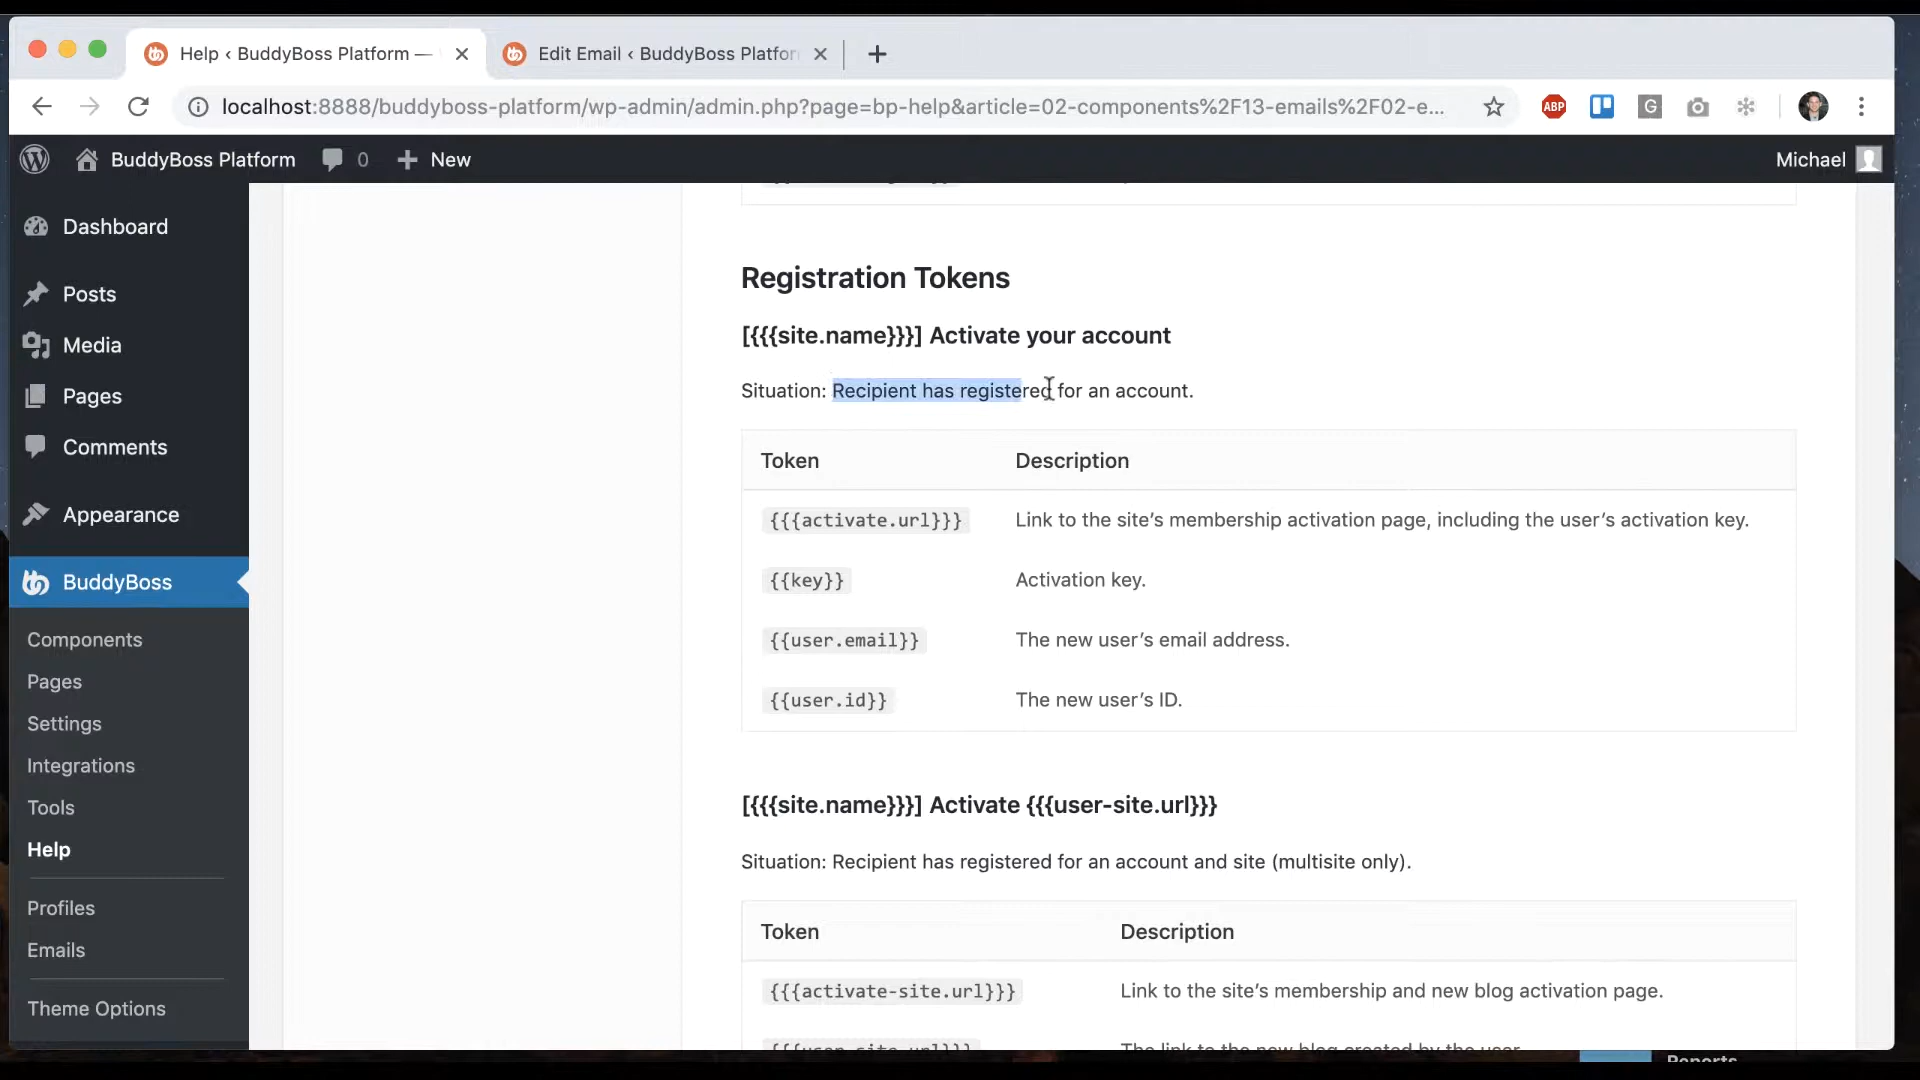 Help ‹ BuddyBoss Platform —
Edit Email ‹ BuddyBoss Platfor
localhost:8888/buddyboss-platform/wp-admin/admin.php?page=bp-help&article=02-components%2F13-emails%2F02-e...
ABP
G
BuddyBoss Platform
0
New
Michael
Dashboard
Posts
Media
Pages
Comments
Appearance
BuddyBoss
Components
Pages
Settings
Integrations
Tools
Help
Profiles
Emails
Theme Options
Registration Tokens
[{{{site.name}}}] Activate your account
Situation: Recipient has registered for an account.
Token Description
{{{activate.url}}} Link to the site’s membership activation page, including the user’s activation key.
{{key}} Activation key.
{{user.email}} The new user’s email address.
{{user.id}} The new user’s ID.
[{{{site.name}}}] Activate {{{user-site.url}}}
Situation: Recipient has registered for an account and site (multisite only).
Token Description
{{{activate-site.url}}} Link to the site’s membership and new blog activation page.
{{{user-site.url}}} The link to the new blog created by the user.
Reports